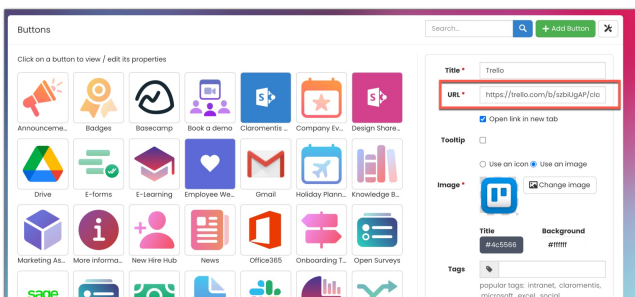 Buttons
Search...
+ Add Button
Click on a button to view / edit its properties
Announceme...
Badges
Basecamp
Book a demo
Claromentis ...
Company Ev...
Design Share...
Drive
E-forms
E-Learning
Employee We...
Gmail
Holiday Plann...
Knowledge B...
Marketing As...
More informa...
New Hire Hub
News
Office365
Onboarding T...
Open Surveys
sage
Title *
Trello
URL *
https://trello.com/b/szbiUgAP/clo
Open link in new tab
Tooltip
Use an icon
Use an image
Image *
Change image
Title
Background
#4c5566
#ffffff
Tags
popular tags: intranet, claromentis,
microsoft, excel, social